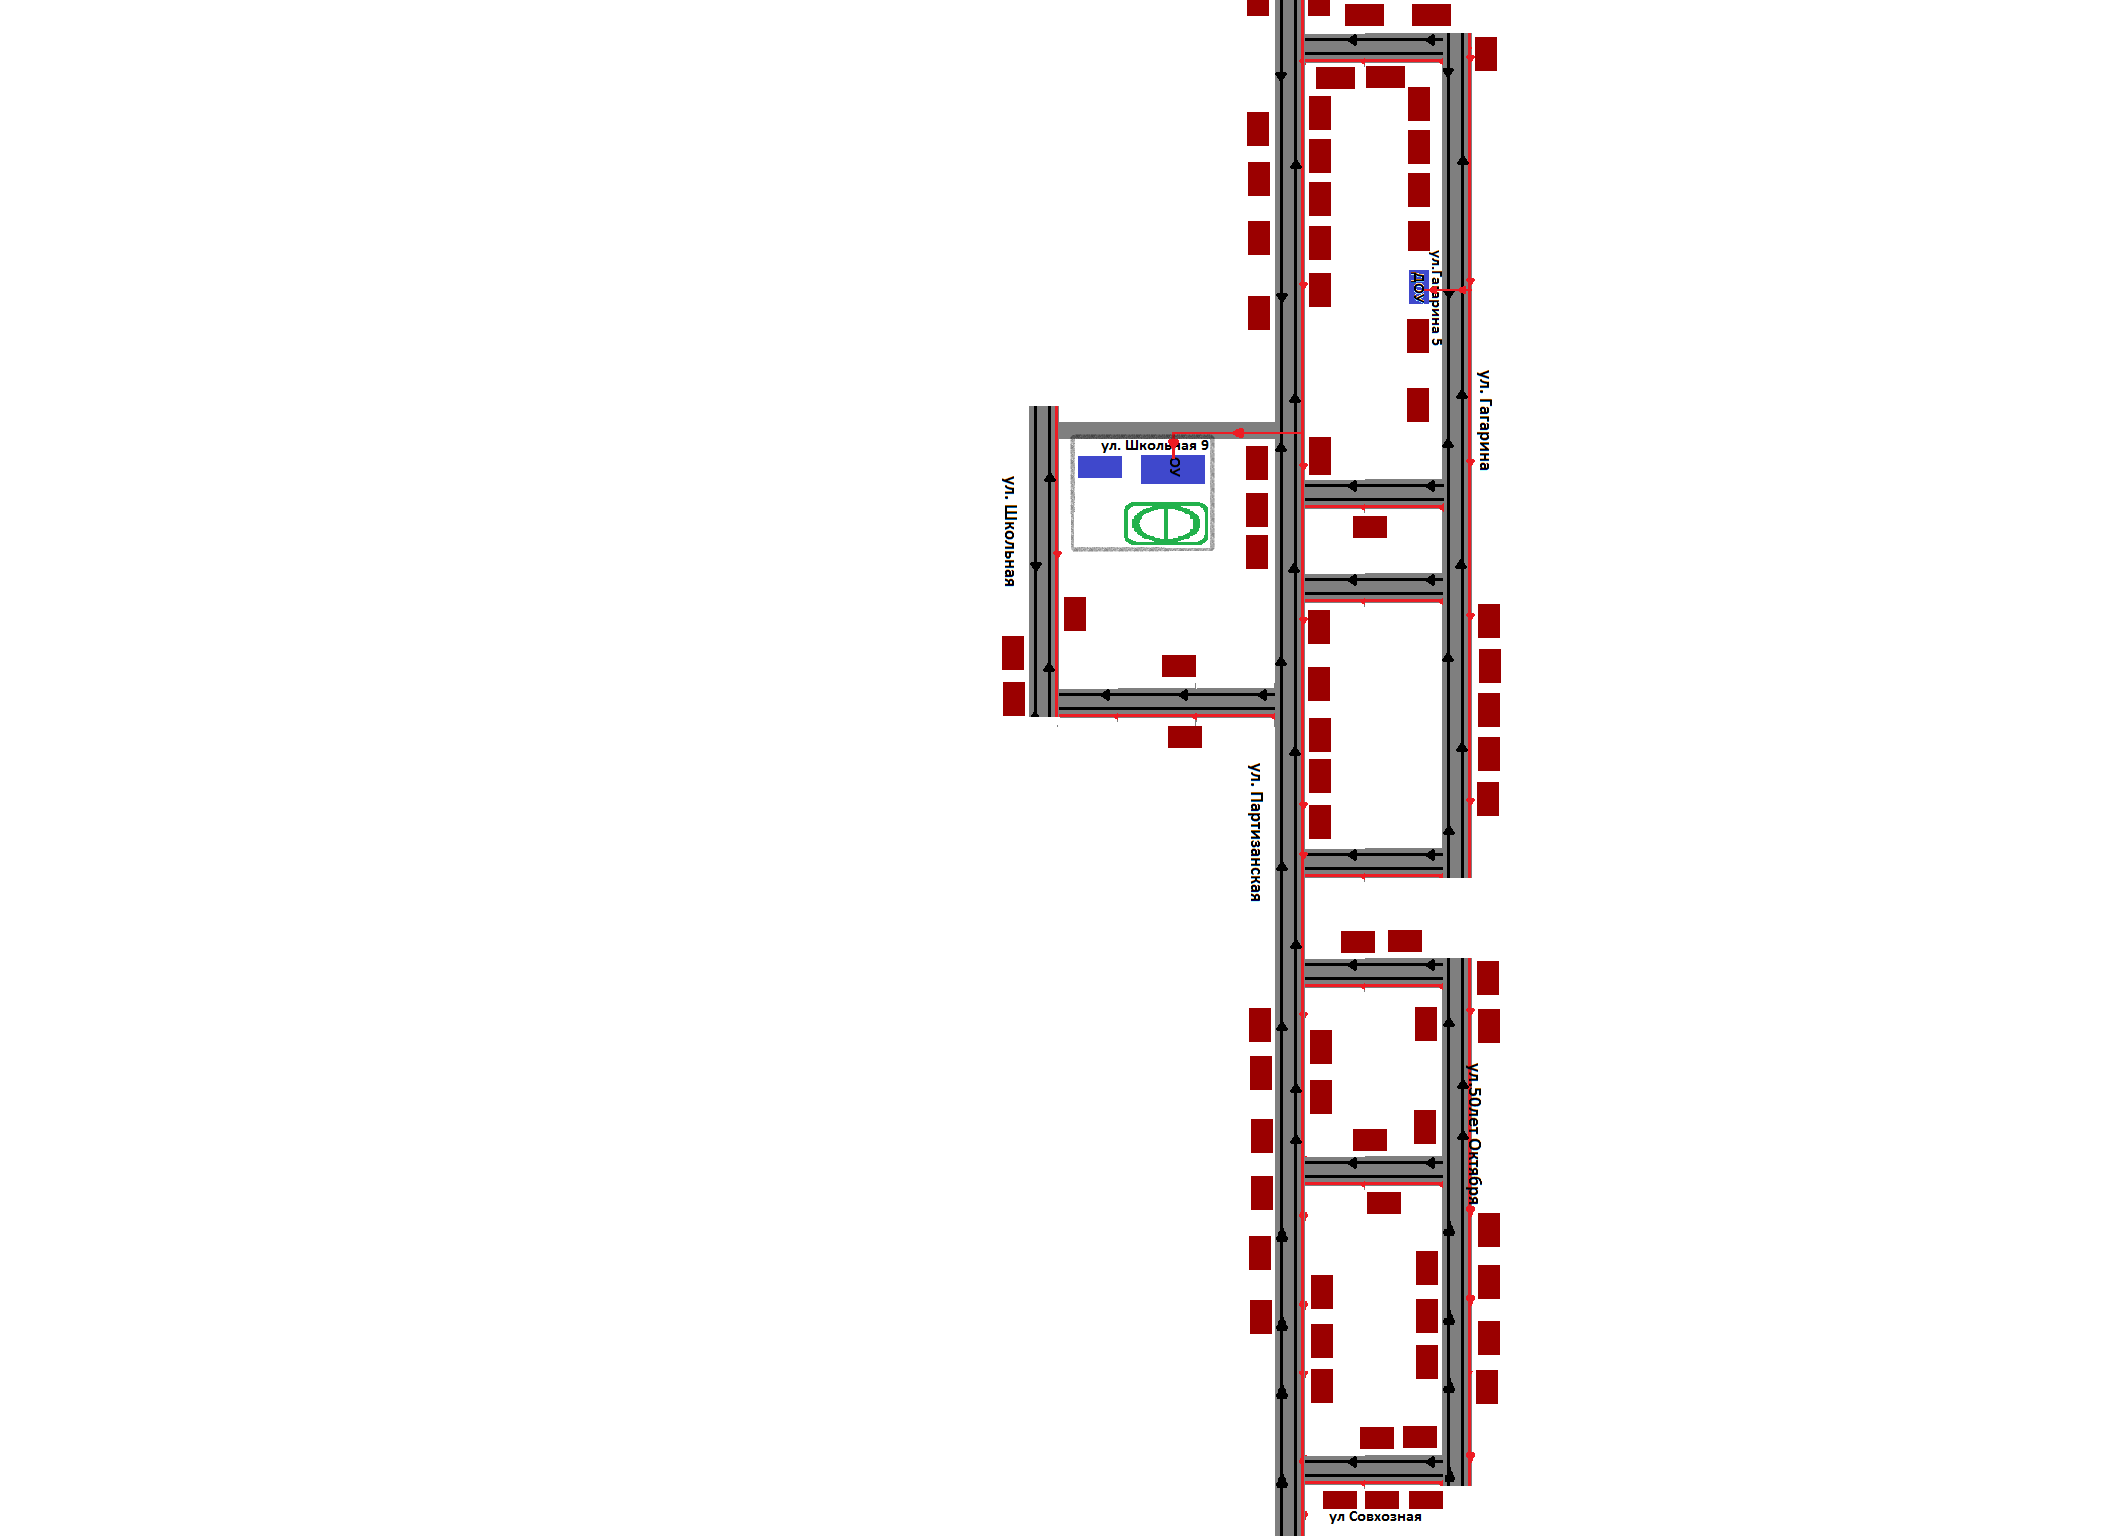 ул.Гагарина 5
ДОУ
ул. Гагарина
ул. Школьная 9
ОУ
ул. Школьная
ул. Партизанская
ул.50лет Октября
ул Совхозная